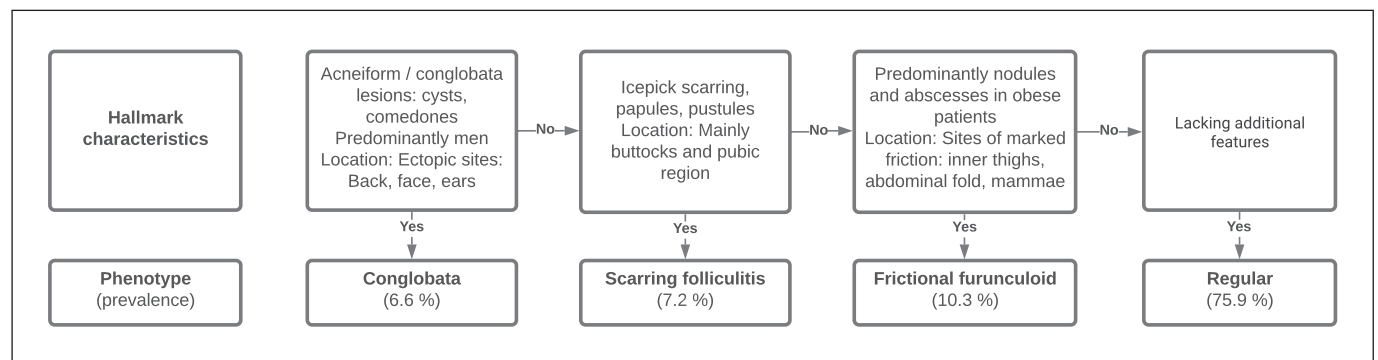 Hallmark
characteristics
Acneiform / conglobata
lesions: cysts,
comedones
Predominantly men
Location: Ectopic sites:
Back, face, ears
No
Icepick scarring,
papules, pustules
Location: Mainly
buttocks and pubic
region
No
Predominantly nodules
and abscesses in obese
patients
Location: Sites of marked
friction: inner thighs,
abdominal fold, mammae
No
Lacking additional
features
Yes
Yes
Yes
Yes
Phenotype
(prevalence)
Conglobata
(6.6 %)
Scarring folliculitis
(7.2 %)
Frictional furunculoid
(10.3 %)
Regular
(75.9 %)